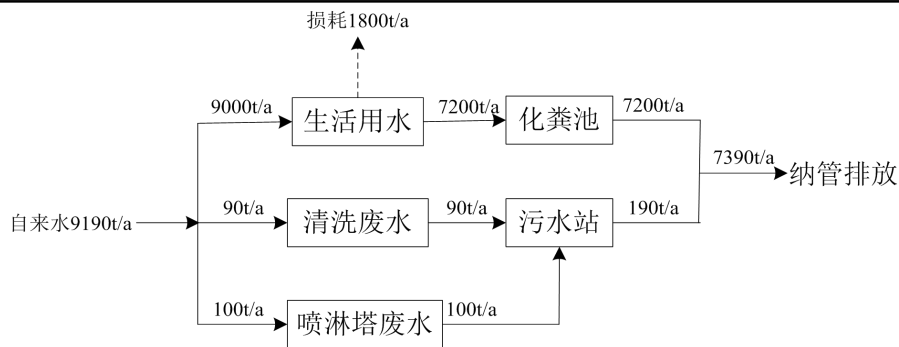 损耗1800t/a
9000t/a
生活用水
7200t/a
化粪池
7200t/a
7390t/a
纳管排放
自来水9190t/a
90t/a
清洗废水
90t/a
污水站
190t/a
100t/a
喷淋塔废水
100t/a